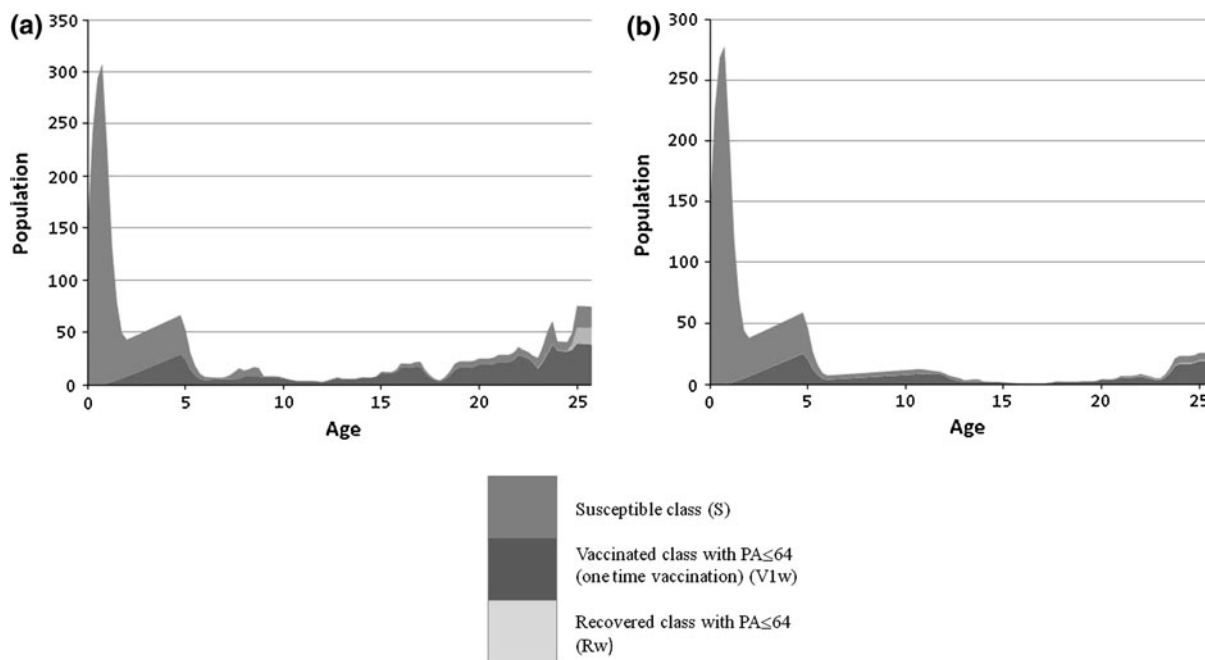 (a)
350
300
250
200
150
100
50
0
Population
0 5 10 15 20 25
Age
(b)
300
250
200
150
100
50
0
Population
0 5 10 15 20 25
Age
Susceptible class (S)
Vaccinated class with PA≤64
(one time vaccination) (V1w)
Recovered class with PA≤64
(Rw)